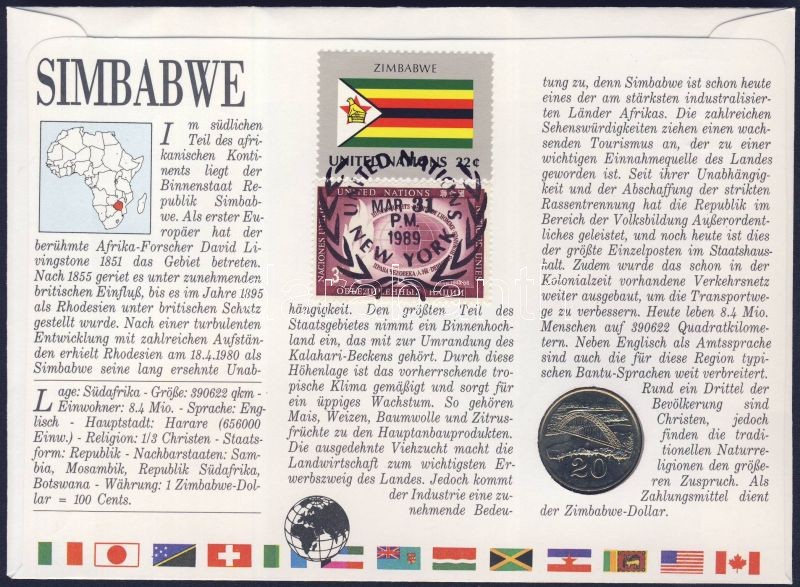 SIMBABWE
Im südlichen
Teil des afri-
kanischen Konti-
nents liegt der
Binnenstaat Re-
publik Simbab-
we. Als erster Eu-
ropäer hat der
berühmte Afrika-Forscher David Li-
vingstone 1851 das Gebiet betreten.
Nach 1855 geriet es unter zunehmenden
britischen Einfluß, bis es im Jahre 1895
als Rhodesien unter britischen Schutz
gestellt wurde. Nach einer turbulenten
Entwicklung mit zahlreichen Aufstän-
den erhielt Rhodesien am 18.4.1980 als
Simbabwe seine lang ersehnte Unab-
Lage: Südafrika - Größe: 390622 qkm -
Einwohner: 8.4 Mio. - Sprache: Eng-
lisch - Hauptstadt: Harare (656000
Einw.) - Religion: 1/3 Christen - Staats-
form: Republik - Nachbarstaaten: Sam-
bia, Mosambik, Republik Südafrika,
Botswana - Währung: 1 Zimbabwe-Dol-
lar = 100 Cents.
ZIMBABWE
UNITED NATIONS 22¢
UNITED NATIONS
UNITED NATIONS
MAR 31
PM.
1989
NEW YORK
3
hängigkeit. Den größten Teil des
Staatsgebietes nimmt ein Binnenhoch-
land ein, das mit zur Umrandung des
Kalahari-Beckens gehört. Durch diese
Höhenlage ist das vorherrschende tro-
pische Klima gemäßigt und sorgt für
ein üppiges Wachstum. So gehören
Mais, Weizen, Baumwolle und Zitrus-
früchte zu den Hauptanbauprodukten.
Die ausgedehnte Viehzucht macht die
Landwirtschaft zum wichtigsten Er-
werbszweig des Landes. Jedoch kommt
der Industrie eine zu-
nehmende Bedeu-
tung zu, denn Simbabwe ist schon heute
eines der am stärksten industralisier-
ten Länder Afrikas. Die zahlreichen
Sehenswürdigkeiten ziehen einen wach-
senden Tourismus an, der zu einer
wichtigen Einnahmequelle des Landes
geworden ist. Seit ihrer Unabhängig-
keit und der Abschaffung der strikten
Rassentrennung hat die Republik im
Bereich der Volksbildung Außerordent-
liches geleistet, und noch heute ist dies
der größte Einzelposten im Staatshaus-
halt. Zudem wurde das schon in der
Kolonialzeit vorhandene Verkehrsnetz
weiter ausgebaut, um die Transportwe-
ge zu verbessern. Heute leben 8.4 Mio.
Menschen auf 390622 Quadratkilome-
tern. Neben Englisch als Amtssprache
sind auch die für diese Region typi-
schen Bantu-Sprachen weit verbreitet.
Rund ein Drittel der
Bevölkerung sind
Christen, jedoch
finden die tradi-
tionellen Naturre-
ligionen den größe-
ren Zuspruch. Als
Zahlungsmittel dient
der Zimbabwe-Dollar.
20